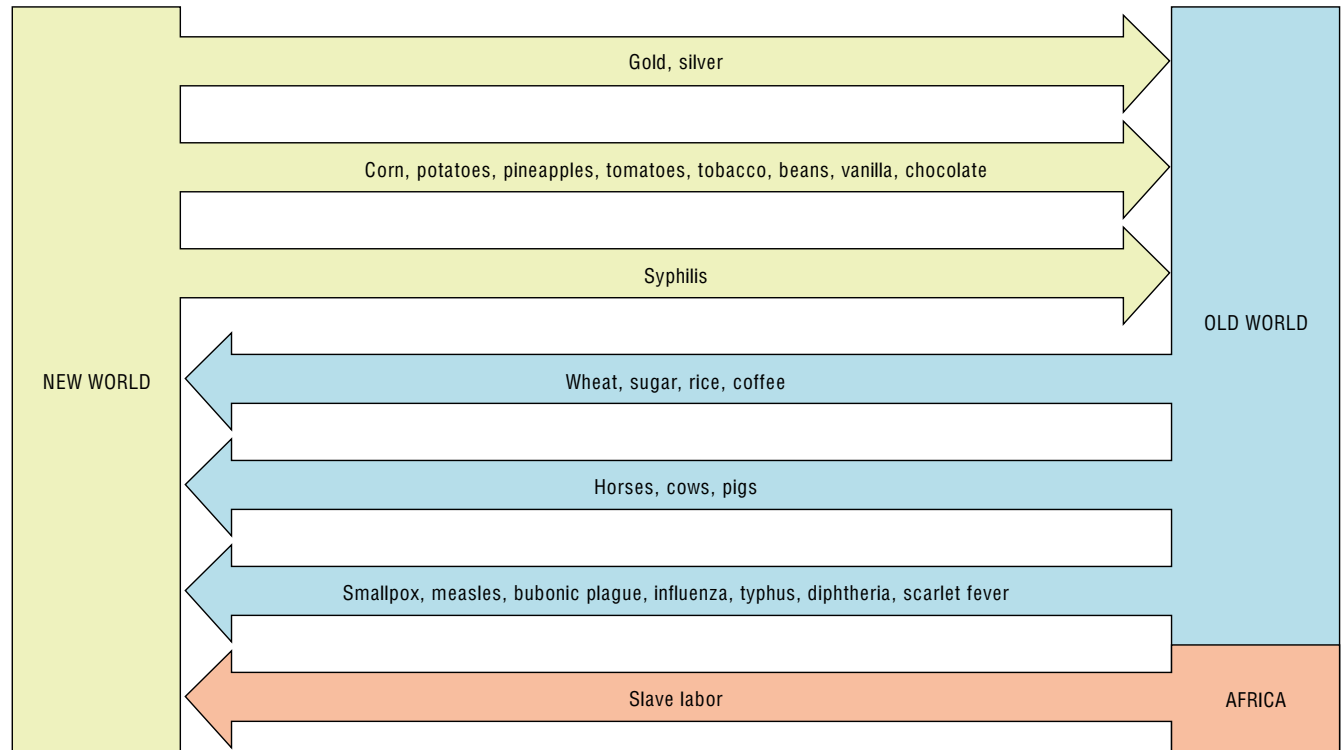 Gold, silver
Corn, potatoes, pineapples, tomatoes, tobacco, beans, vanilla, chocolate
Syphilis
OLD WORLD
NEW WORLD
Wheat, sugar, rice, coffee
Horses, cows, pigs
Smallpox, measles, bubonic plague, influenza, typhus, diphtheria, scarlet fever
Slave labor
AFRICA